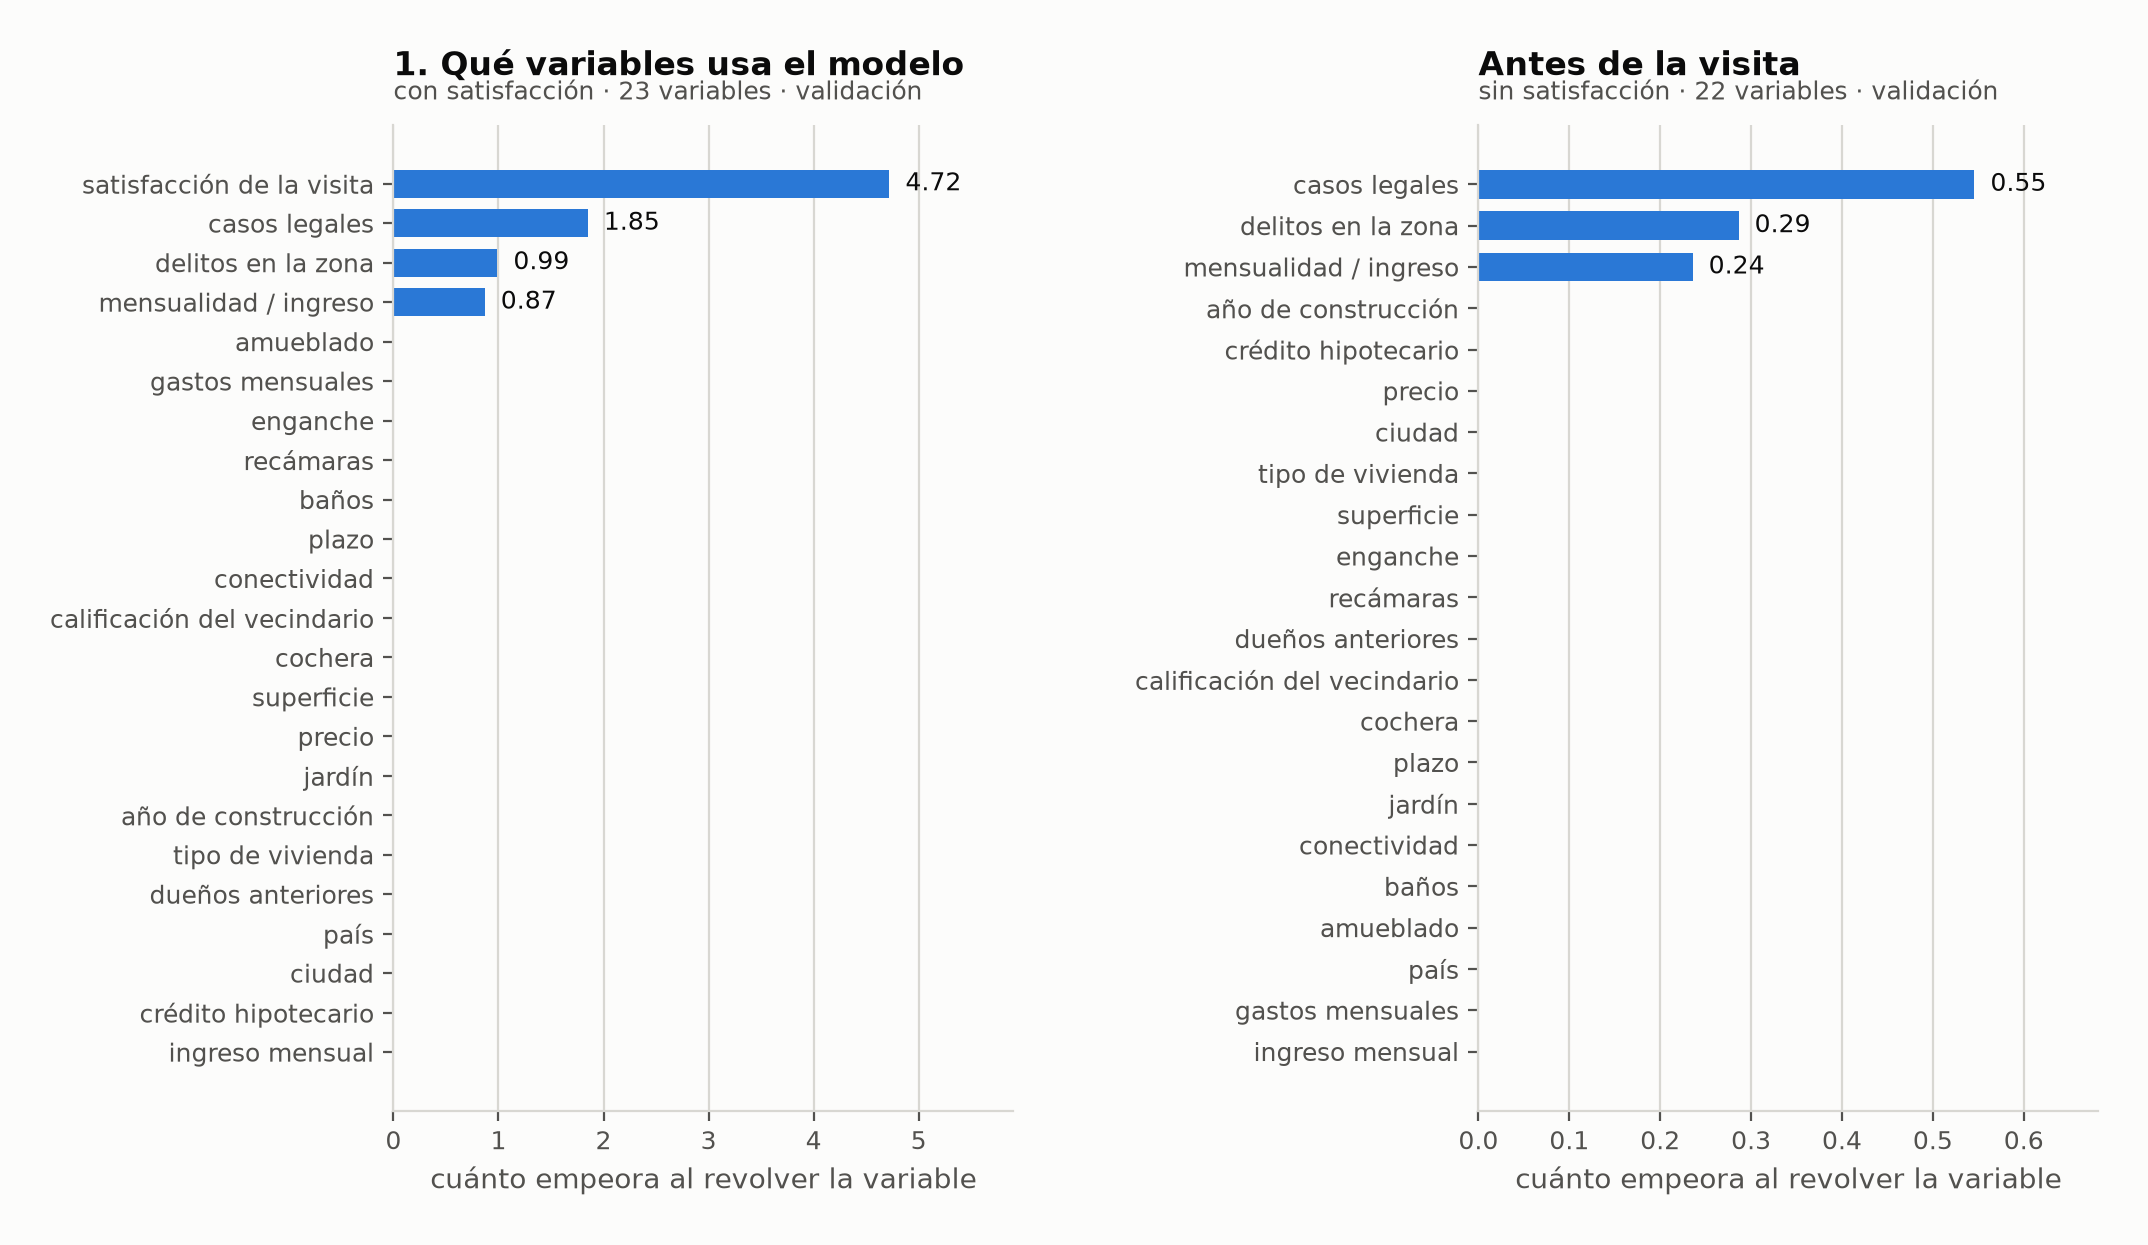 1. Qué variables usa el modelo
con satisfacción · 23 variables · validación
satisfacción de la visita
4.72
casos legales
1.85
delitos en la zona
0.99
mensualidad / ingreso
0.87
amueblado
gastos mensuales
enganche
recámaras
baños
plazo
conectividad
calificación del vecindario
cochera
superficie
precio
jardín
año de construcción
tipo de vivienda
dueños anteriores
país
ciudad
crédito hipotecario
ingreso mensual
0 1 2 3 4 5
cuánto empeora al revolver la variable
Antes de la visita
sin satisfacción · 22 variables · validación
casos legales
0.55
delitos en la zona
0.29
mensualidad / ingreso
0.24
año de construcción
crédito hipotecario
precio
ciudad
tipo de vivienda
superficie
enganche
recámaras
dueños anteriores
calificación del vecindario
cochera
plazo
jardín
conectividad
baños
amueblado
país
gastos mensuales
ingreso mensual
0.0 0.1 0.2 0.3 0.4 0.5 0.6
cuánto empeora al revolver la variable